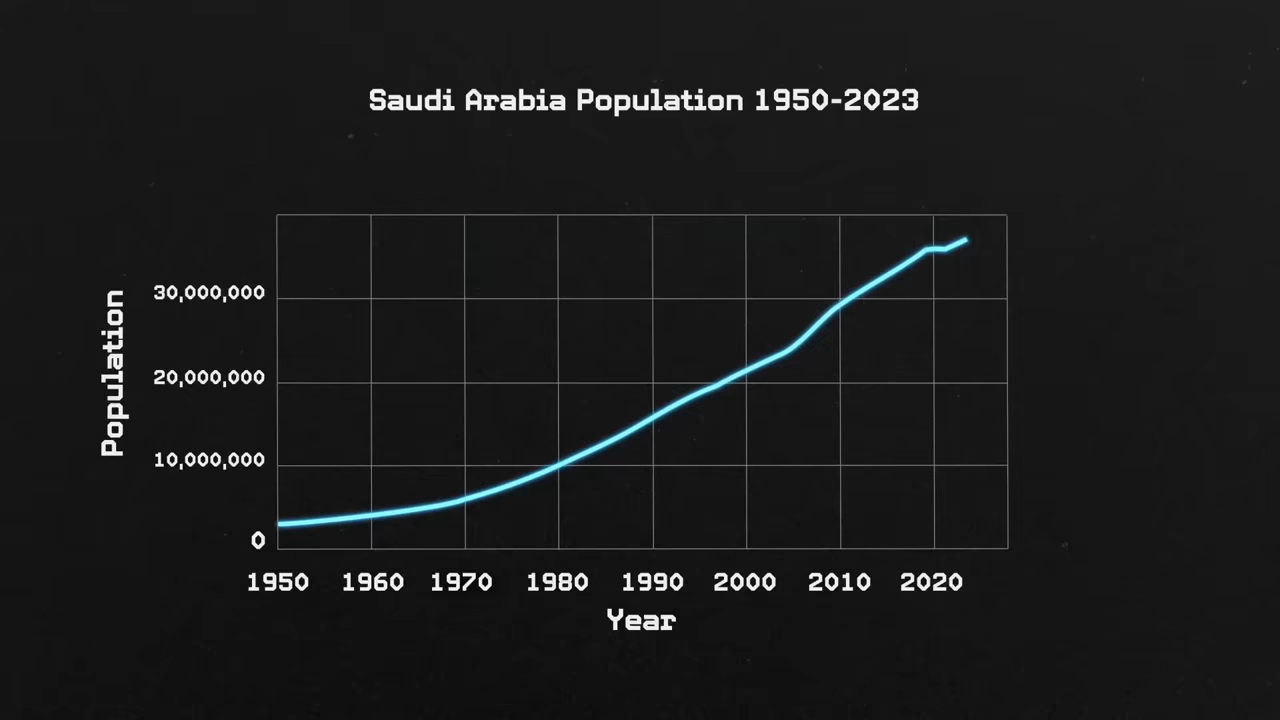 Saudi Arabia Population 1950-2023
Population
30,000,000
20,000,000
10,000,000
0
1950 1960 1970 1980 1990 2000 2010 2020
Year